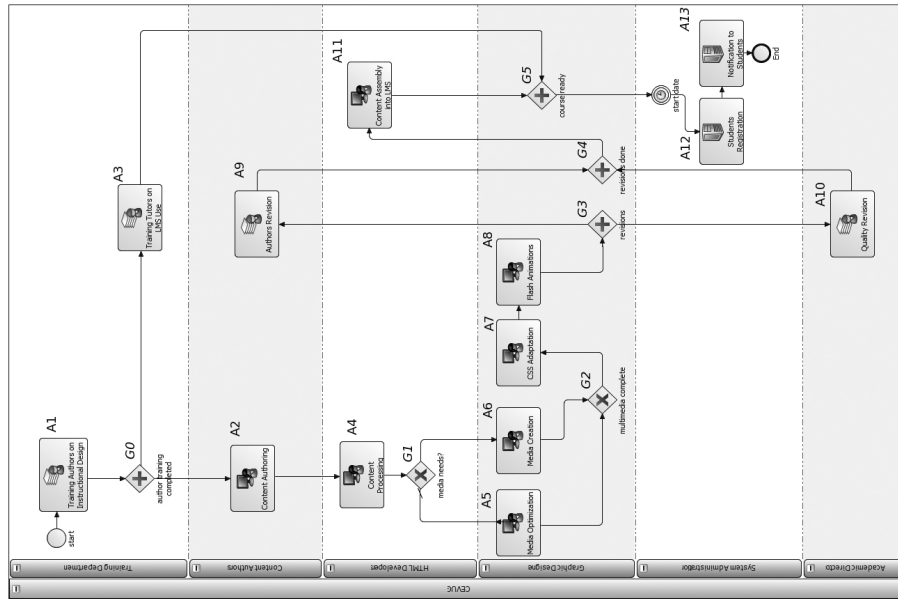 A1
Training Authors on
Instructional Design
start
G0
author training
completed
A3
Training Tutors on
LMS Use
Training Departmen
A2
Content Authoring
A9
Authors Revision
Content Authors
A4
Content
Processing
G1
media needs?
A11
Content Assembly
into LMS
HTML Developer
A5
Media Optimization
A6
Media Creation
G2
multimedia complete
A7
CSS Adaptation
A8
Flash Animations
G3
revisions
G4
revisions done
G5
course ready
Graphic Designe
start date
A12
Students
Registration
A13
Notification to
Students
End
System Administrator
A10
Quality Revision
Academic Directo
CEVUG